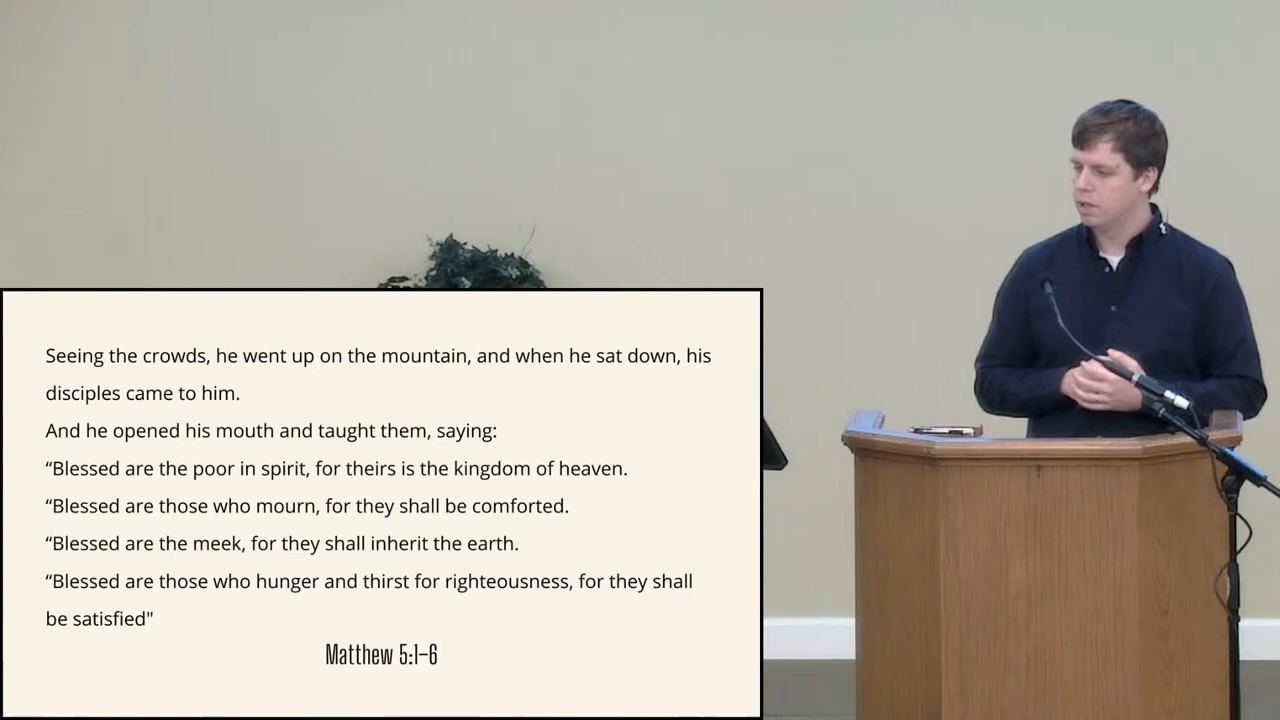 Seeing the crowds, he went up on the mountain, and when he sat down, his
disciples came to him.
And he opened his mouth and taught them, saying:
“Blessed are the poor in spirit, for theirs is the kingdom of heaven.
“Blessed are those who mourn, for they shall be comforted.
“Blessed are the meek, for they shall inherit the earth.
“Blessed are those who hunger and thirst for righteousness, for they shall
be satisfied"
Matthew 5:1–6